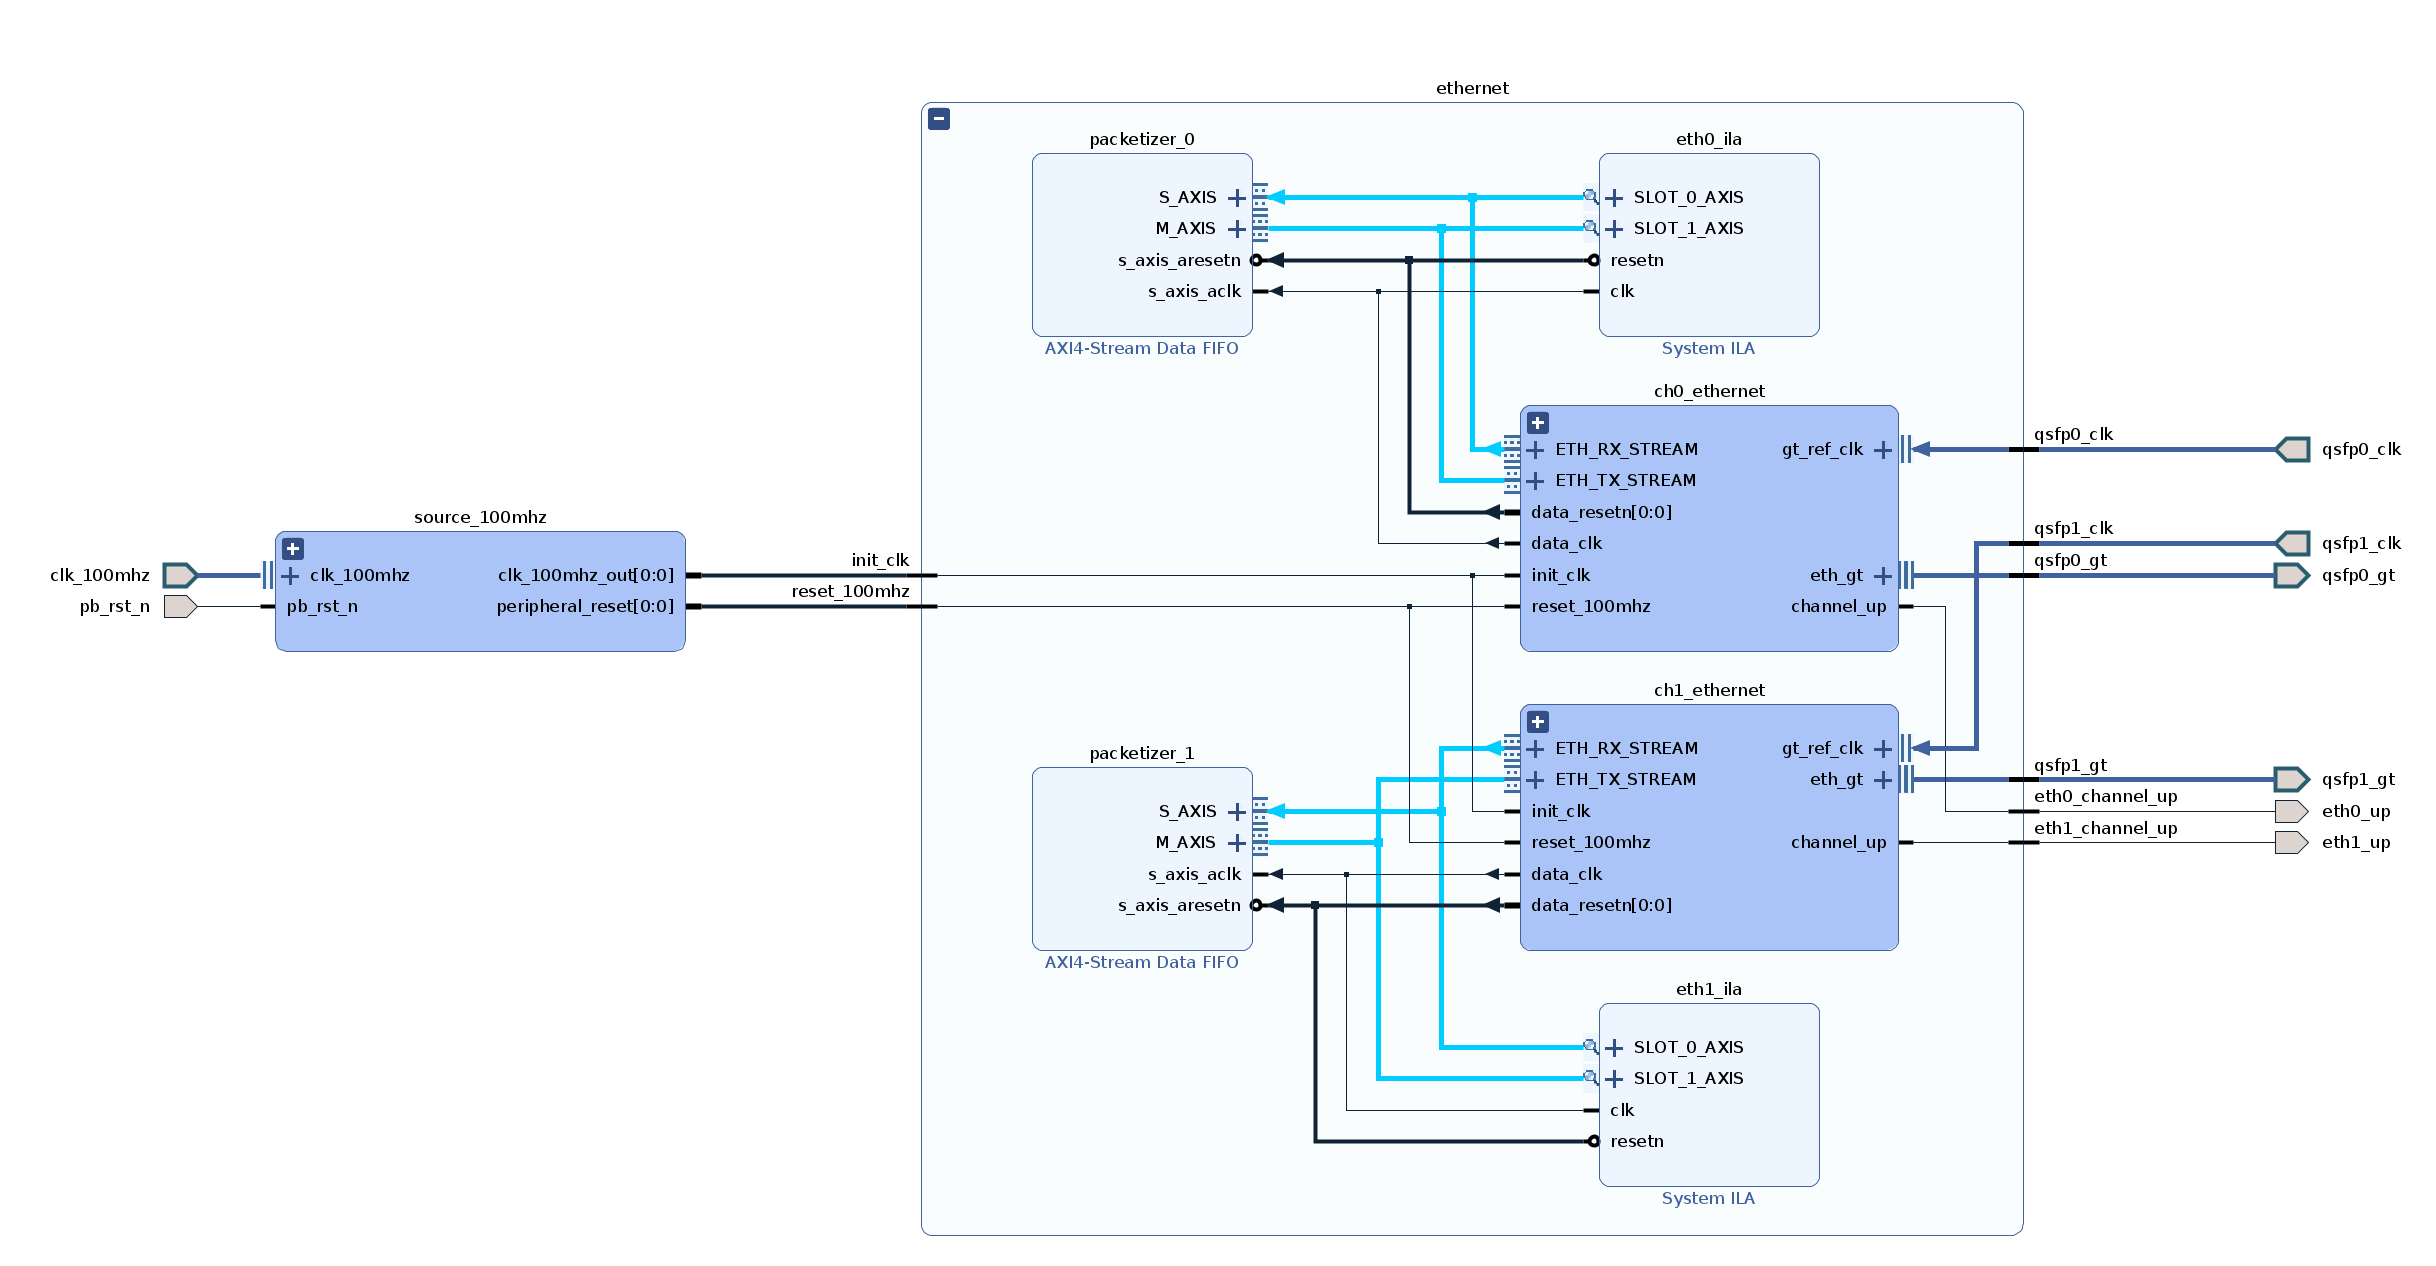 ethernet
packetizer_0
S_AXIS
M_AXIS
s_axis_aresetn
s_axis_aclk
AXI4-Stream Data FIFO
eth0_ila
SLOT_0_AXIS
SLOT_1_AXIS
resetn
clk
System ILA
ch0_ethernet
ETH_RX_STREAM
ETH_TX_STREAM
data_resetn[0:0]
data_clk
init_clk
reset_100mhz
gt_ref_clk
eth_gt
channel_up
source_100mhz
clk_100mhz
pb_rst_n
clk_100mhz
pb_rst_n
clk_100mhz_out[0:0]
peripheral_reset[0:0]
init_clk
reset_100mhz
qsfp0_clk
qsfp0_clk
qsfp1_clk
qsfp1_clk
qsfp0_gt
qsfp0_gt
packetizer_1
S_AXIS
M_AXIS
s_axis_aclk
s_axis_aresetn
AXI4-Stream Data FIFO
ch1_ethernet
ETH_RX_STREAM
ETH_TX_STREAM
init_clk
reset_100mhz
data_clk
data_resetn[0:0]
gt_ref_clk
eth_gt
channel_up
qsfp1_gt
qsfp1_gt
eth0_channel_up
eth0_up
eth1_channel_up
eth1_up
eth1_ila
SLOT_0_AXIS
SLOT_1_AXIS
clk
resetn
System ILA